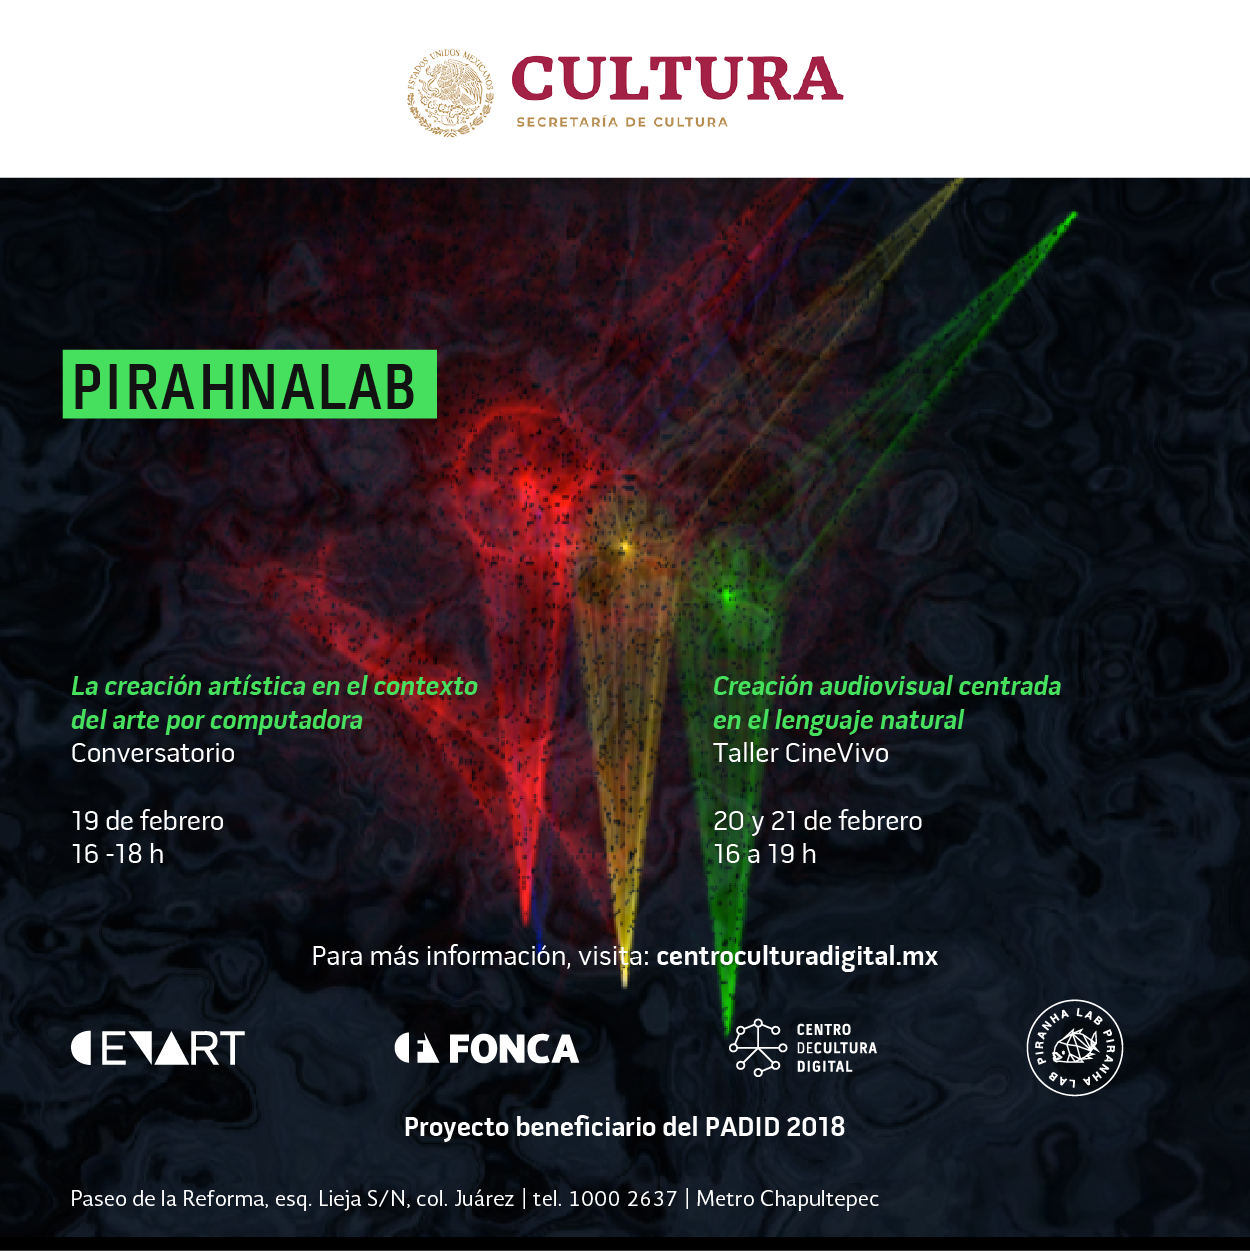 ESTADOS UNIDOS MEXICANOS
CULTURA
SECRETARÍA DE CULTURA
PIRAHNALAB
La creación artística en el contexto
del arte por computadora
Conversatorio
19 de febrero
16 -18 h
Creación audiovisual centrada
en el lenguaje natural
Taller CineVivo
20 y 21 de febrero
16 a 19 h
Para más información, visita: centroculturadigital.mx
CENART
FONCA
CENTRO
DECULTURA
DIGITAL
PIRANHA LAB PIRANHA LAB
Proyecto beneficiario del PADID 2018
Paseo de la Reforma, esq. Lieja S/N, col. Juárez | tel. 1000 2637 | Metro Chapultepec